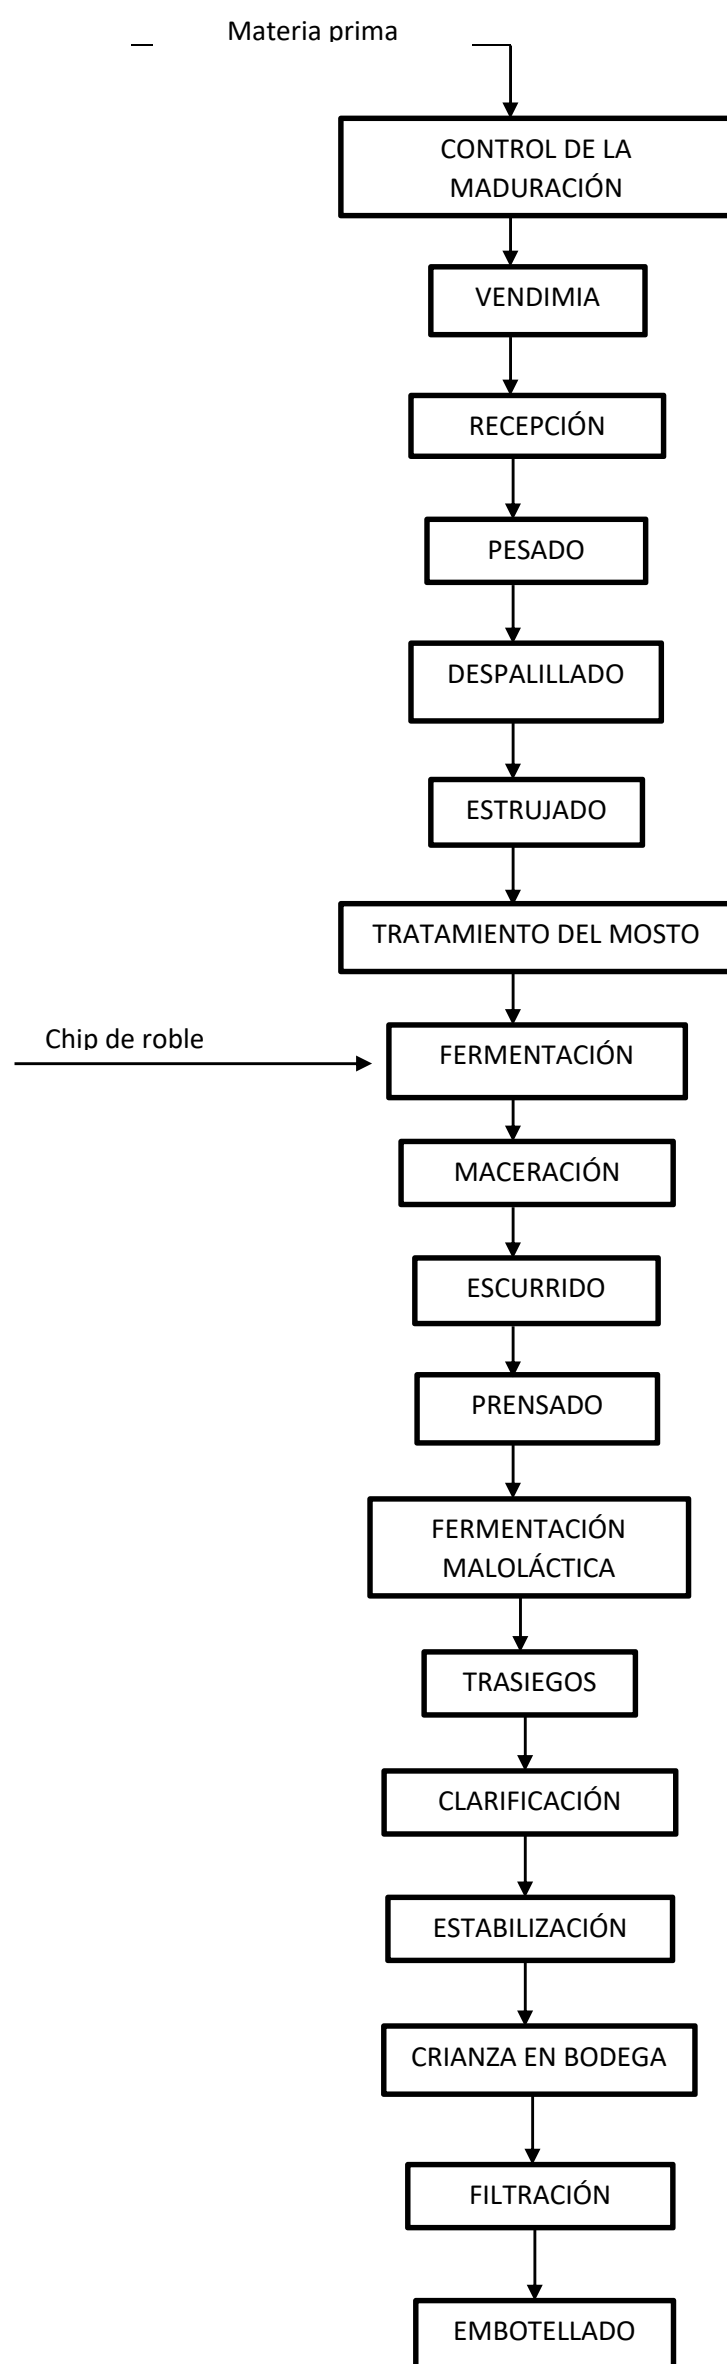 Materia prima
CONTROL DE LA
MADURACIÓN
VENDIMIA
RECEPCIÓN
PESADO
DESPALILLADO
ESTRUJADO
TRATAMIENTO DEL MOSTO
Chip de roble
FERMENTACIÓN
MACERACIÓN
ESCURRIDO
PRENSADO
FERMENTACIÓN
MALOLÁCTICA
TRASIEGOS
CLARIFICACIÓN
ESTABILIZACIÓN
CRIANZA EN BODEGA
FILTRACIÓN
EMBOTELLADO